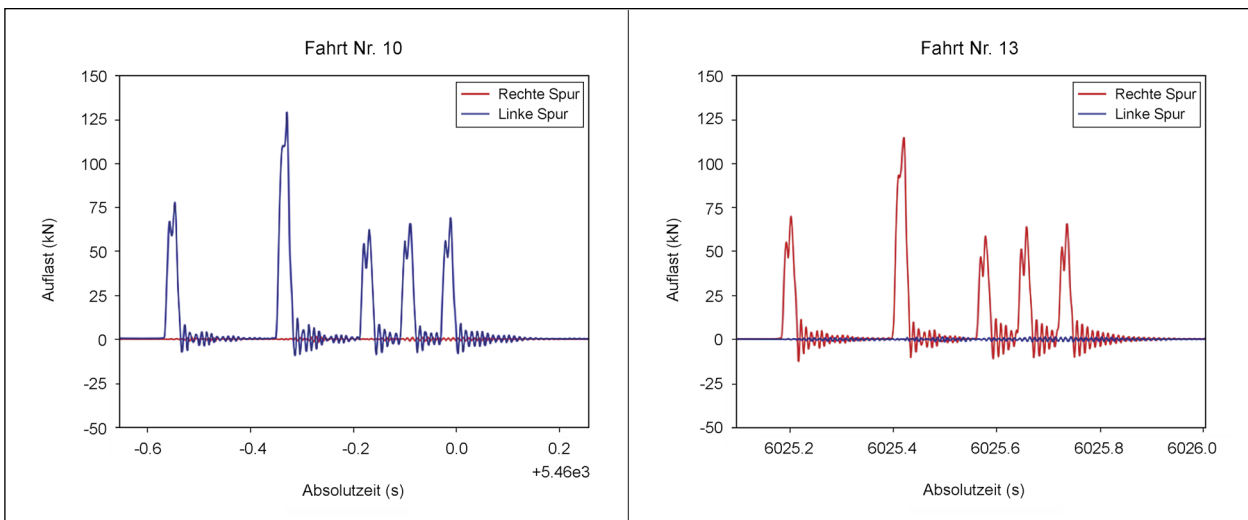 Fahrt Nr. 10
150
125
100
75
50
25
0
-25
-50
Auflast (kN)
Rechte Spur
Linke Spur
-0.6
-0.4
-0.2
0.0
0.2
+5.46e3
Absolutzeit (s)
Fahrt Nr. 13
150
125
100
75
50
25
0
-25
-50
Auflast (kN)
Rechte Spur
Linke Spur
6025.2
6025.4
6025.6
6025.8
6026.0
Absolutzeit (s)